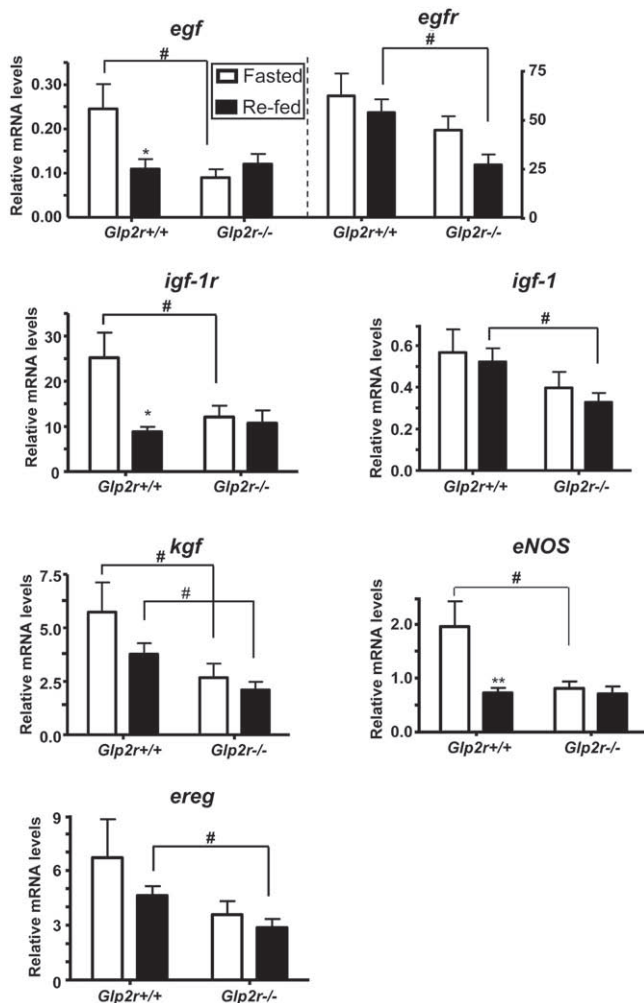 egf
egfr
#
#
Fasted
Re-fed
Relative mRNA levels
0.30
0.20
0.10
0.00
*
75
50
25
0
Glp2r+/+
Glp2r-/-
Glp2r+/+
Glp2r-/-
igf-1r
igf-1
#
Relative mRNA levels
30
20
10
0
*
Glp2r+/+
Glp2r-/-
#
Relative mRNA levels
0.6
0.4
0.2
0.0
Glp2r+/+
Glp2r-/-
kgf
eNOS
#
#
Relative mRNA levels
7.5
5.0
2.5
0.0
Glp2r+/+
Glp2r-/-
#
Relative mRNA levels
2.0
1.0
0.0
**
Glp2r+/+
Glp2r-/-
ereg
#
Relative mRNA levels
9
6
3
0
Glp2r+/+
Glp2r-/-